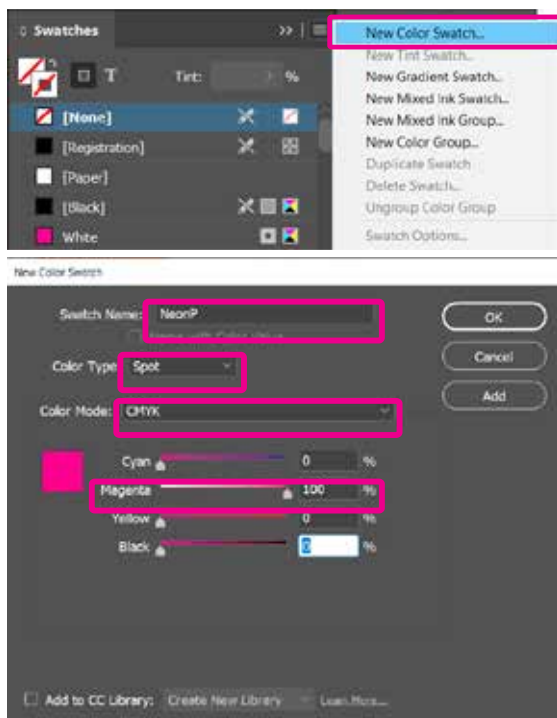 Swatches
T Tint: %
[None]
[Registration]
[Paper]
[Black]
White
New Color Swatch...
New Tint Swatch...
New Gradient Swatch...
New Mixed Ink Swatch...
New Mixed Ink Group...
New Color Group...
Duplicate Swatch
Delete Swatch...
Ungroup Color Group
Swatch Options...
New Color Swatch
Swatch Name: NeonP
Name with Color Value
Color Type Spot
Color Mode: CMYK
Cyan 0 %
Magenta 100 %
Yellow 0 %
Black 0 %
OK
Cancel
Add
Add to CC Library: Create New Library Learn More...